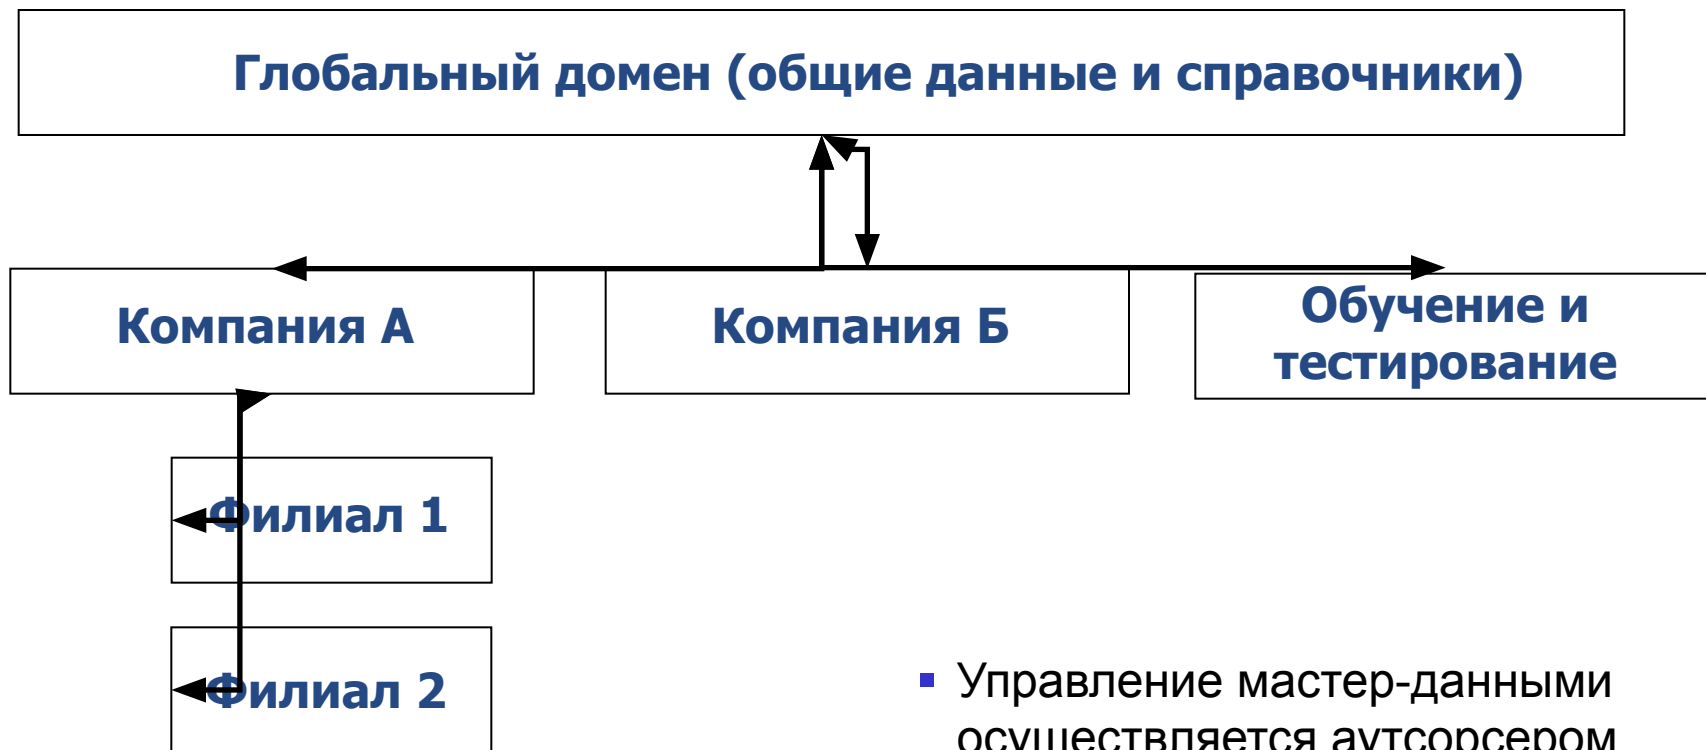 Глобальный домен (общие данные и справочники)
Компания А
Компания Б
Обучение и
тестирование
Филиал 1
Филиал 2
Управление мастер-данными
осуществляется аутсорсером